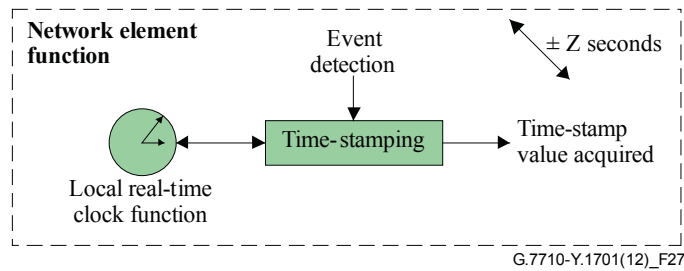 Network element
function
Event
detection
± Z seconds
Time-stamping
Time-stamp
value acquired
Local real-time
clock function
G.7710-Y.1701(12)_F27